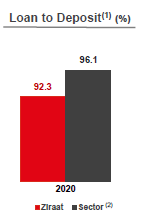 Loan to Deposit(1) (%)
96.1
92.3
2020
Ziraat Sector (2)